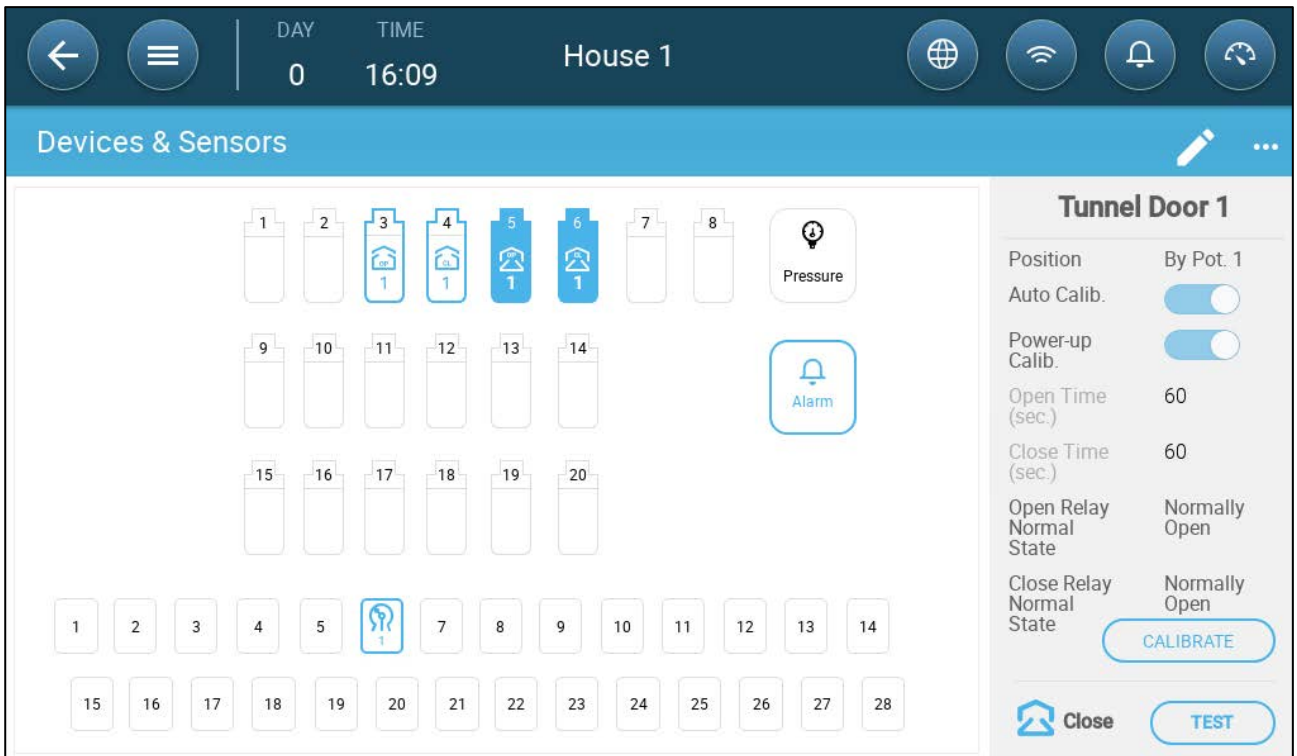 DAY TIME
0 16:09 House 1
Devices & Sensors
1 2 3 4 5 6 7 8
OP CL OP CL
1 1 1 1
Pressure
9 10 11 12 13 14
Alarm
15 16 17 18 19 20
1 2 3 4 5 1 7 8 9 10 11 12 13 14
15 16 17 18 19 20 21 22 23 24 25 26 27 28
Tunnel Door 1
Position By Pot. 1
Auto Calib.
Power-up
Calib.
Open Time 60
(sec.)
Close Time 60
(sec.)
Open Relay Normally
Normal Open
State
Close Relay Normally
Normal Open
State
CALIBRATE
Close TEST